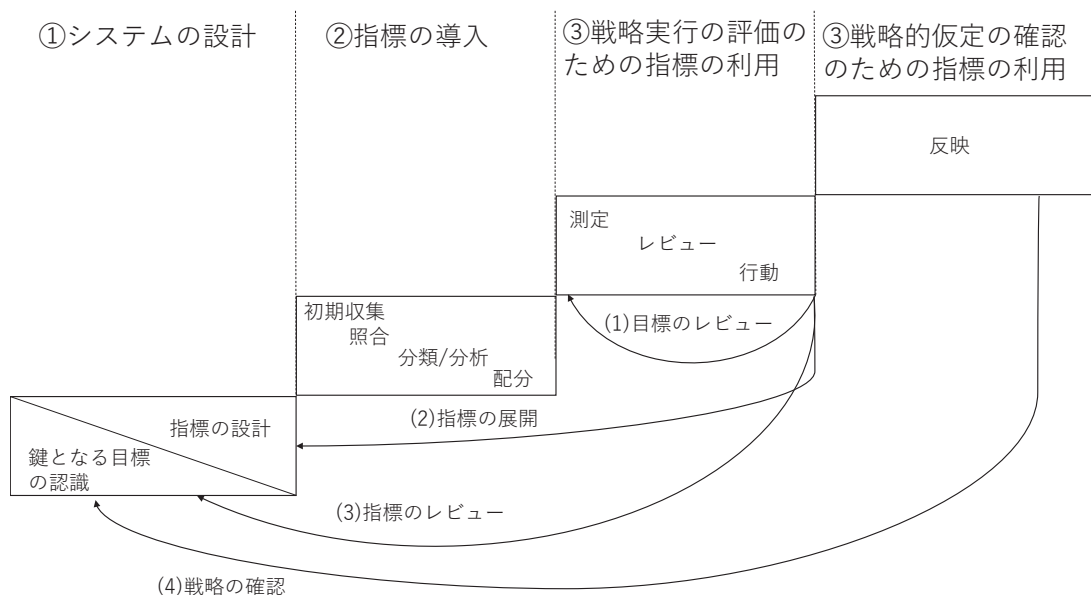 ①システムの設計
②指標の導入
③戦略実行の評価の
ための指標の利用
③戦略的仮定の確認
のための指標の利用
反映
測定
レビュー
行動
(1)目標のレビュー
初期収集
照合
分類/分析
配分
(2)指標の展開
指標の設計
鍵となる目標
の認識
(3)指標のレビュー
(4)戦略の確認